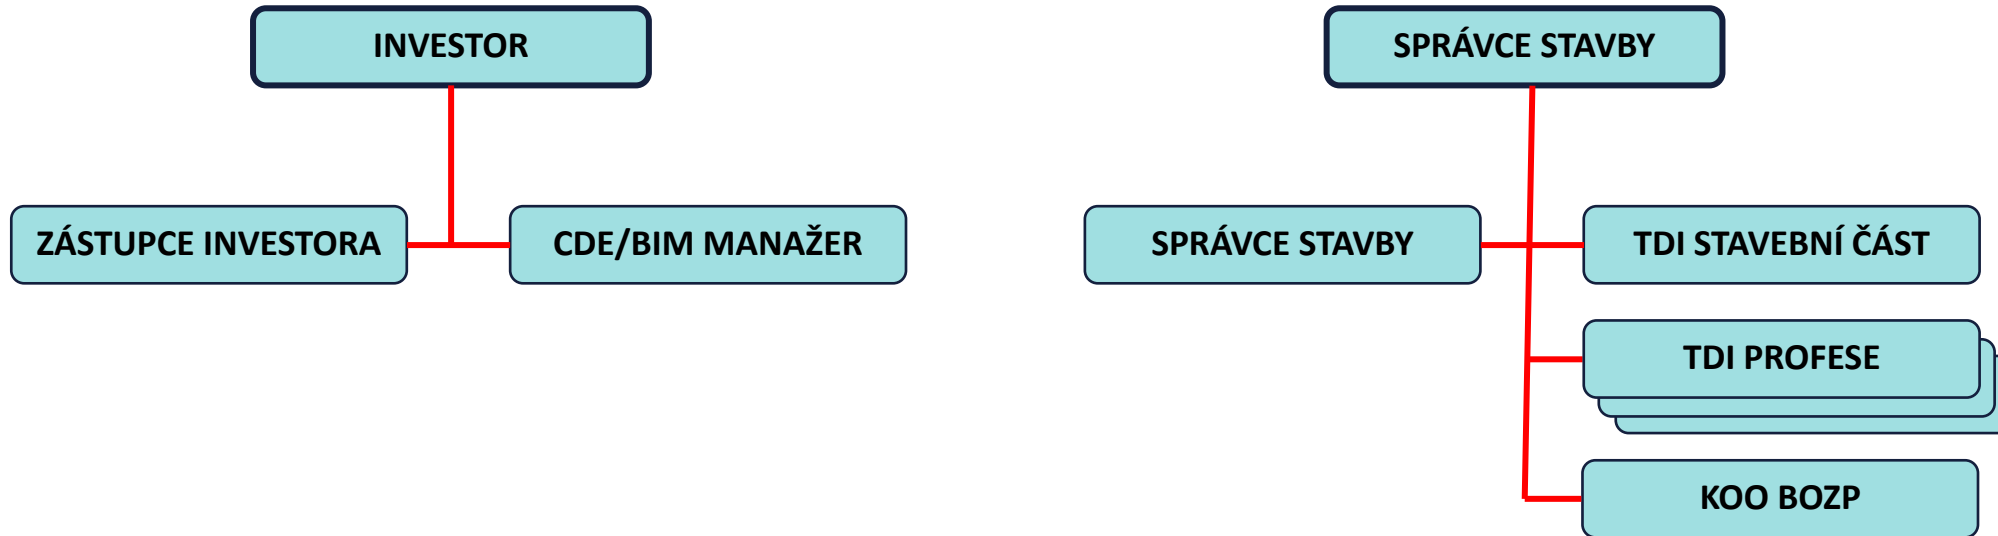 INVESTOR
SPRÁVCE STAVBY
ZÁSTUPCE INVESTORA
CDE/BIM MANAŽER
SPRÁVCE STAVBY
TDI STAVEBNÍ ČÁST
TDI PROFESE
KOO BOZP